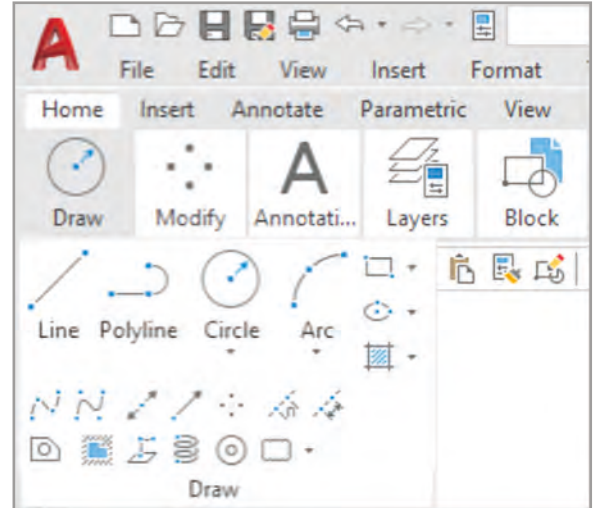 File Edit View Insert Format
Home Insert Annotate Parametric View
Draw Modify Annotati... Layers Block
Line Polyline Circle Arc
Draw